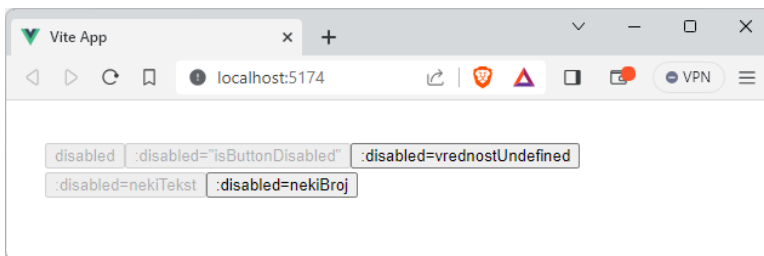 Vite App
localhost:5174
VPN
disabled :disabled="isButtonDisabled" :disabled=vrednostUndefined
:disabled=nekiTekst :disabled=nekiBroj